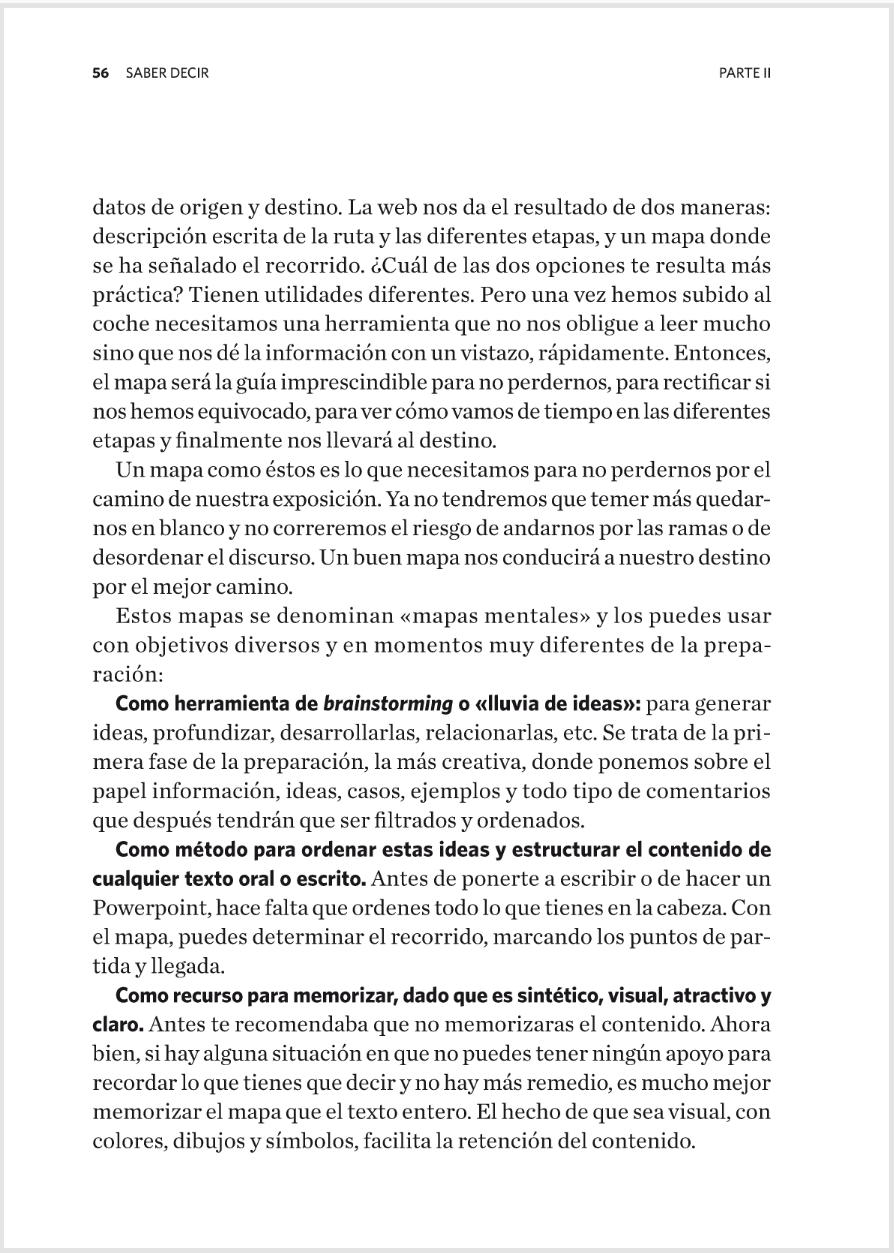 56 SABER DECIR PARTE II
datos de origen y destino. La web nos da el resultado de dos maneras:
descripción escrita de la ruta y las diferentes etapas, y un mapa donde
se ha señalado el recorrido. ¿Cuál de las dos opciones te resulta más
práctica? Tienen utilidades diferentes. Pero una vez hemos subido al
coche necesitamos una herramienta que no nos obligue a leer mucho
sino que nos dé la información con un vistazo, rápidamente. Entonces,
el mapa será la guía imprescindible para no perdernos, para rectificar si
nos hemos equivocado, para ver cómo vamos de tiempo en las diferentes
etapas y finalmente nos llevará al destino.
Un mapa como éstos es lo que necesitamos para no perdernos por el
camino de nuestra exposición. Ya no tendremos que temer más quedar-
nos en blanco y no correremos el riesgo de andarnos por las ramas o de
desordenar el discurso. Un buen mapa nos conducirá a nuestro destino
por el mejor camino.
Estos mapas se denominan «mapas mentales» y los puedes usar
con objetivos diversos y en momentos muy diferentes de la prepa-
ración:
Como herramienta de brainstorming o «lluvia de ideas»: para generar
ideas, profundizar, desarrollarlas, relacionarlas, etc. Se trata de la pri-
mera fase de la preparación, la más creativa, donde ponemos sobre el
papel información, ideas, casos, ejemplos y todo tipo de comentarios
que después tendrán que ser filtrados y ordenados.
Como método para ordenar estas ideas y estructurar el contenido de
cualquier texto oral o escrito. Antes de ponerte a escribir o de hacer un
Powerpoint, hace falta que ordenes todo lo que tienes en la cabeza. Con
el mapa, puedes determinar el recorrido, marcando los puntos de par-
tida y llegada.
Como recurso para memorizar, dado que es sintético, visual, atractivo y
claro. Antes te recomendaba que no memorizaras el contenido. Ahora
bien, si hay alguna situación en que no puedes tener ningún apoyo para
recordar lo que tienes que decir y no hay más remedio, es mucho mejor
memorizar el mapa que el texto entero. El hecho de que sea visual, con
colores, dibujos y símbolos, facilita la retención del contenido.